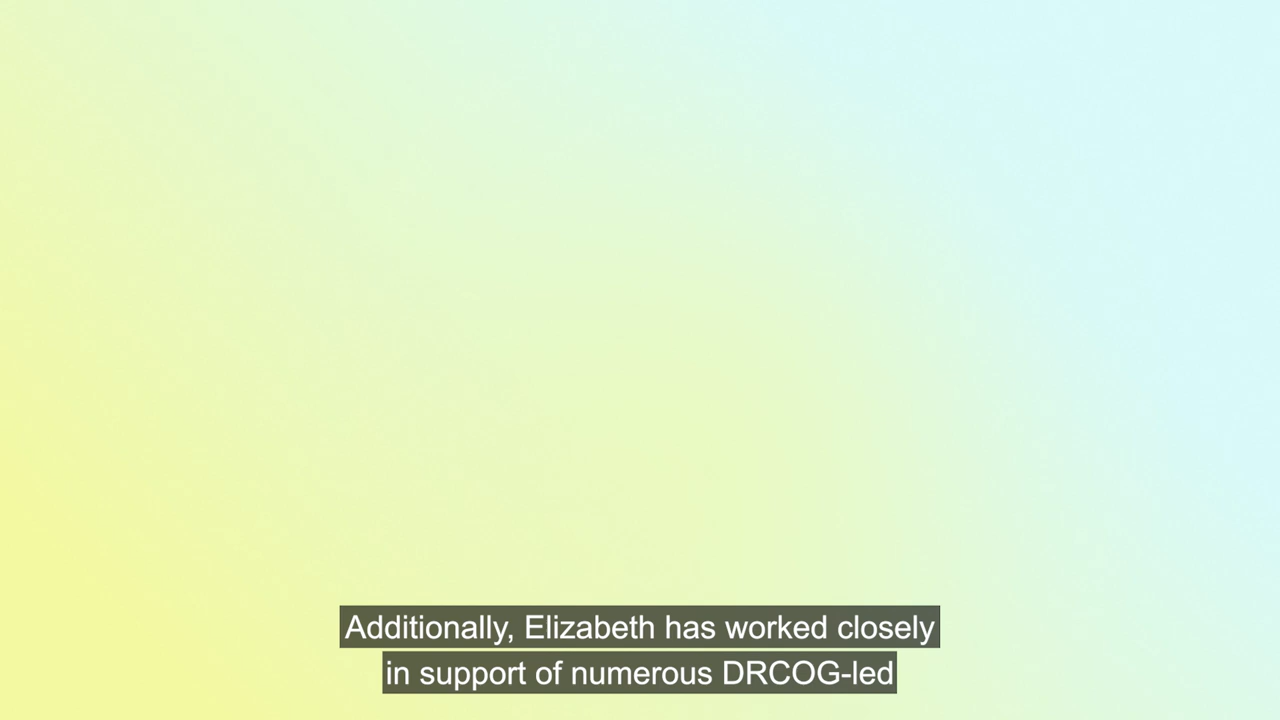 Additionally, Elizabeth has worked closely
in support of numerous DRCOG-led